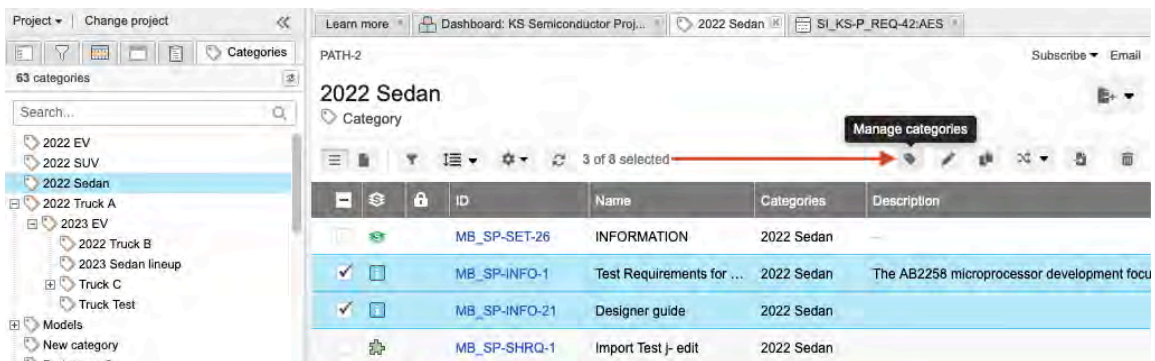 Project Change project
Categories
63 categories
Search...
2022 EV
2022 SUV
2022 Sedan
2022 Truck A
2023 EV
2022 Truck B
2023 Sedan lineup
Truck C
Truck Test
Models
New category
Learn more Dashboard: KS Semiconductor Proj... 2022 Sedan SI_KS-P_REQ-42:AES
PATH-2 Subscribe Email
2022 Sedan
Category
Manage categories
3 of 8 selected
ID Name Categories Description
MB_SP-SET-26 INFORMATION 2022 Sedan
MB_SP-INFO-1 Test Requirements for ... 2022 Sedan The AB2258 microprocessor development focu
MB_SP-INFO-21 Designer guide 2022 Sedan
MB_SP-SHRQ-1 Import Test j- edit 2022 Sedan